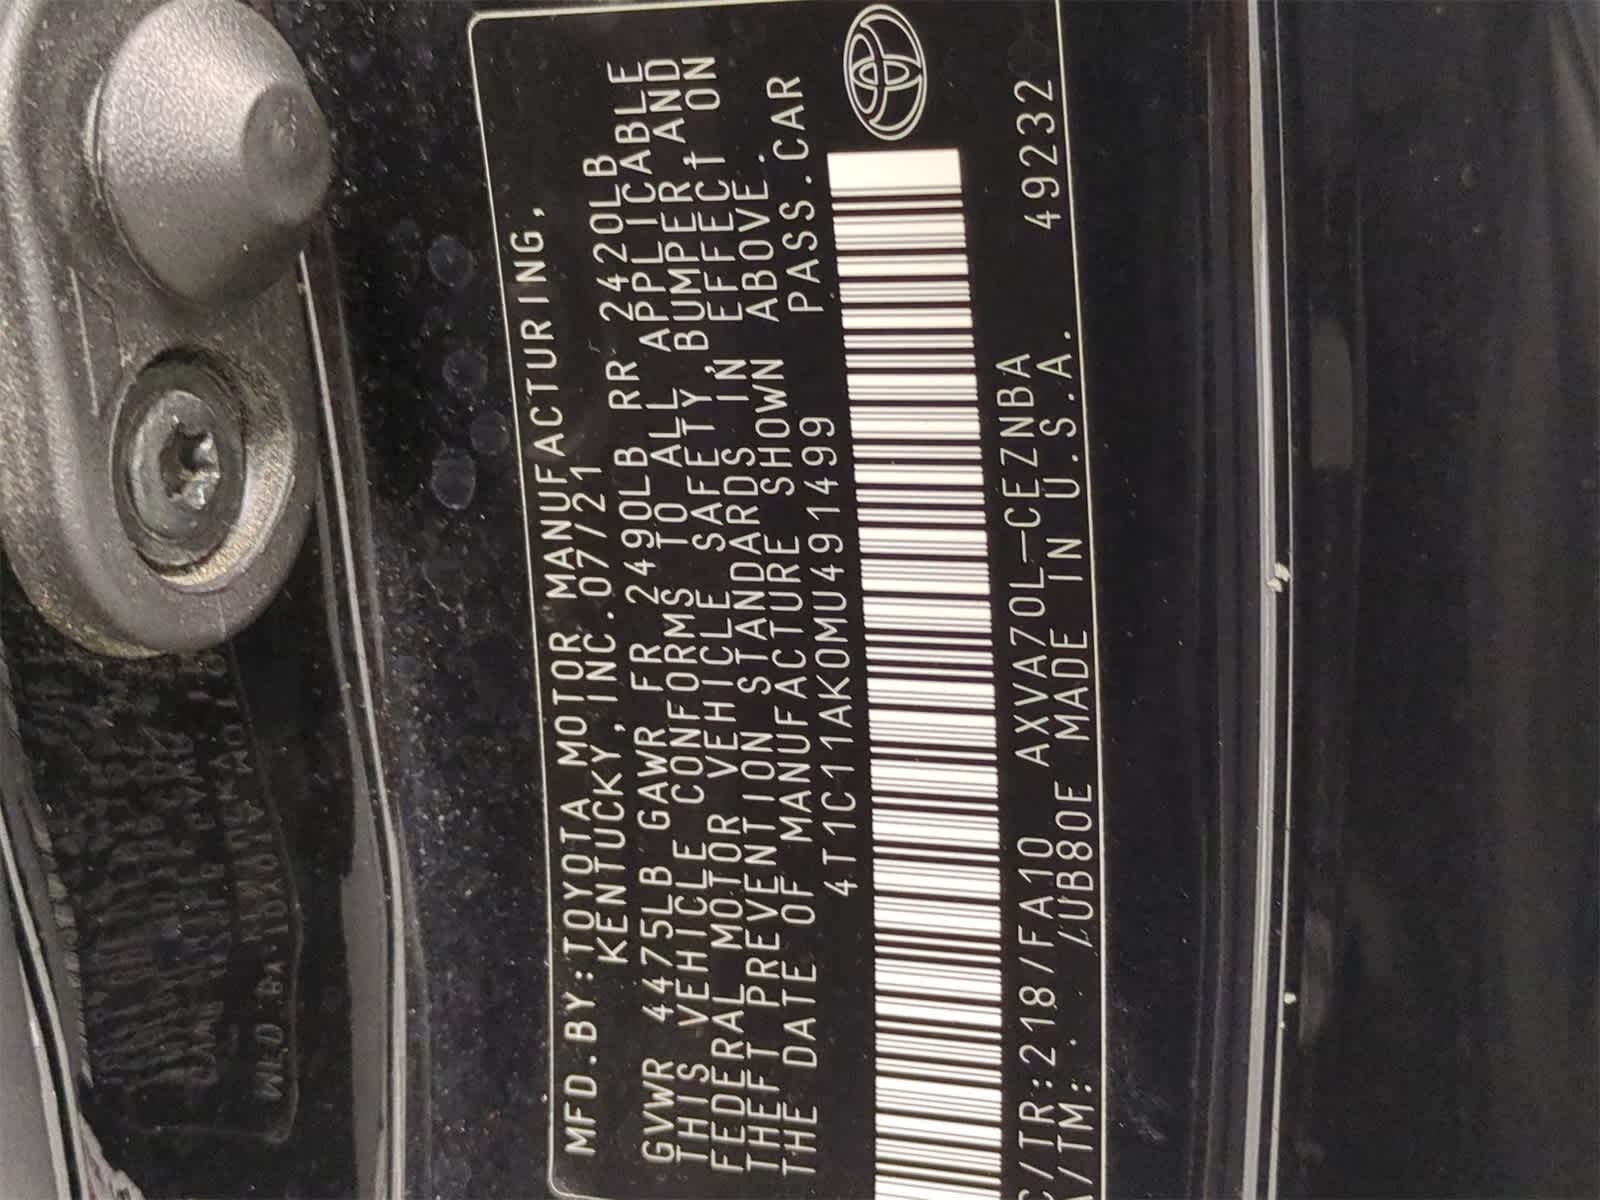 MFD.BY:TOYOTA MOTOR MANUFACTURING,
KENTUCKY,INC.07/21
GVWR 4475LB GAWR FR 2490LB RR 2420LB
THIS VEHICLE CONFORMS TO ALL APPLICABLE
FEDERAL MOTOR VEHICLE SAFETY, BUMPER, AND
THEFT PREVENTION STANDARDS IN EFFECT ON
THE DATE OF MANUFACTURE SHOWN ABOVE.
4T1C11AK0MU491499 PASS.CAR
C/TR:218/FA10 AXVA70L-CEZNBA 49232
A/TM: /UB80E MADE IN U.S.A.